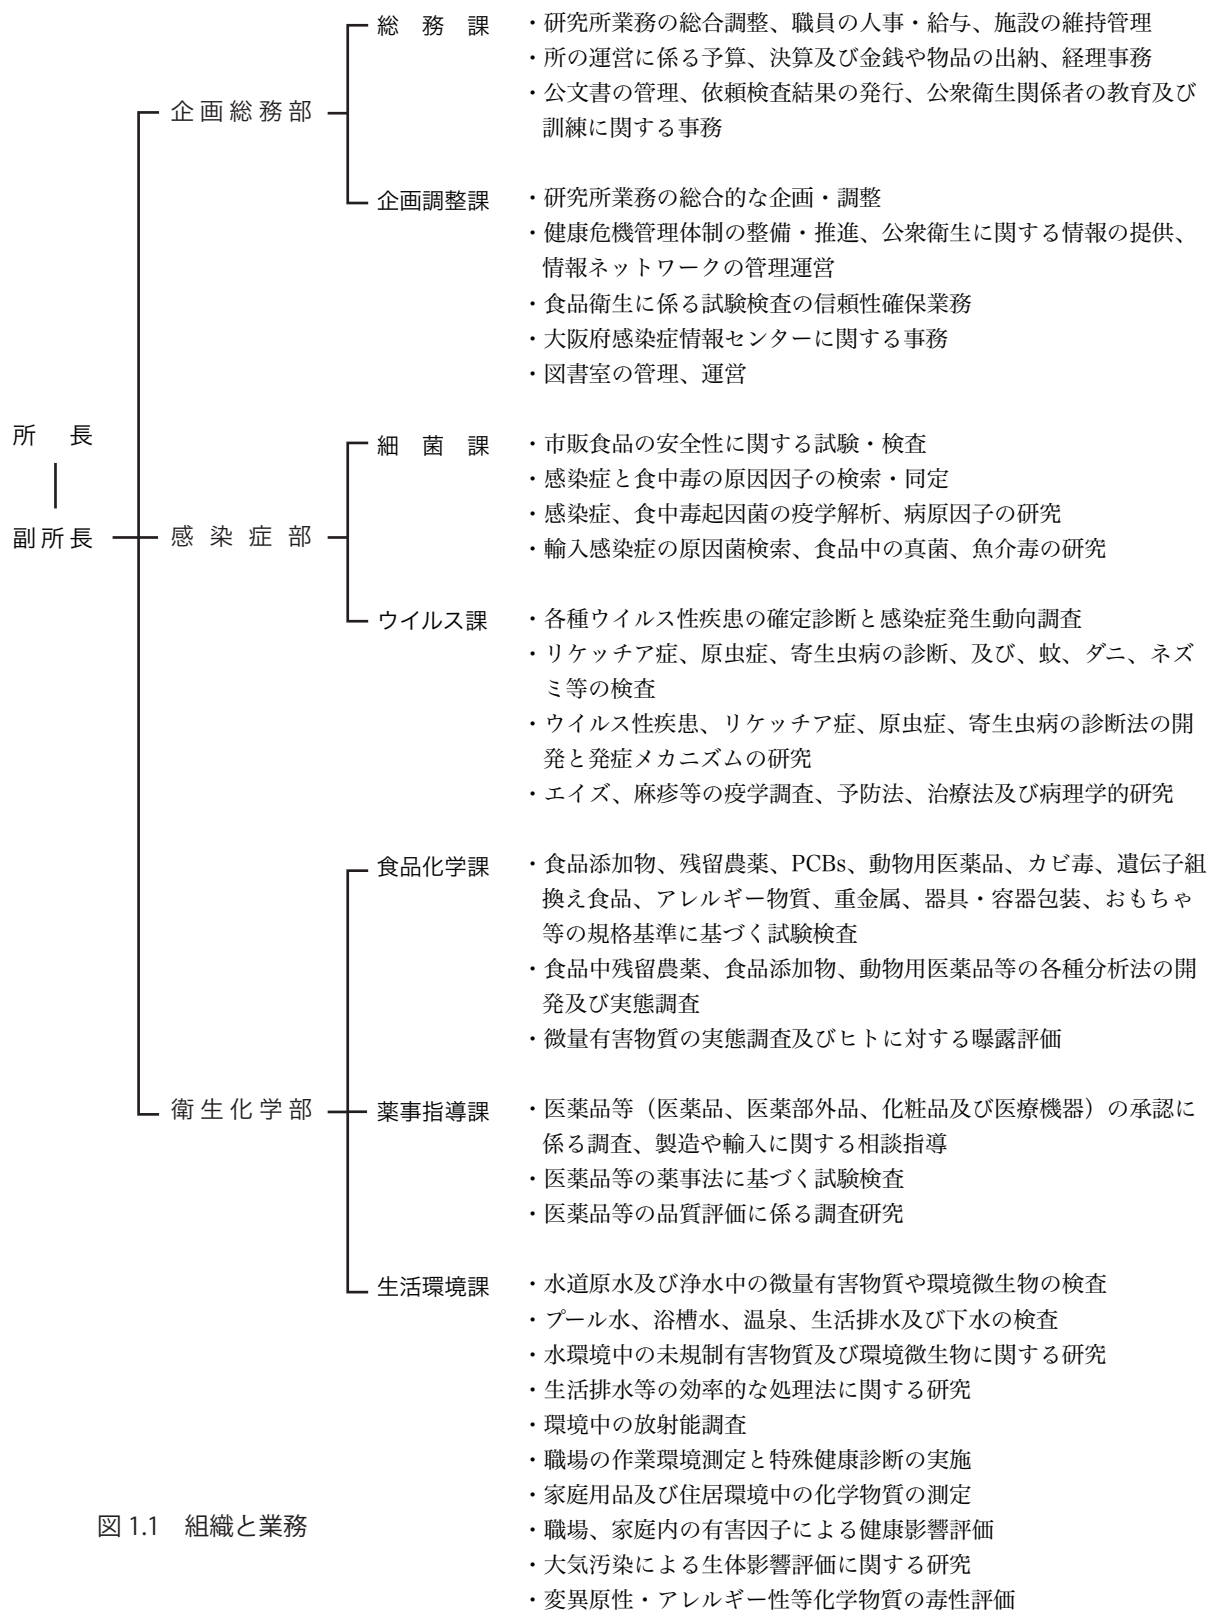 総務課
・研究所業務の総合調整、職員の人事・給与、施設の維持管理
・所の運営に係る予算、決算及び金銭や物品の出納、経理事務
企画総務部
・公文書の管理、依頼検査結果の発行、公衆衛生関係者の教育及び
訓練に関する事務
企画調整課
・研究所業務の総合的な企画・調整
・健康危機管理体制の整備・推進、公衆衛生に関する情報の提供、
情報ネットワークの管理運営
・食品衛生に係る試験検査の信頼性確保業務
・大阪府感染症情報センターに関する事務
・図書室の管理、運営
所長
細菌課
・市販食品の安全性に関する試験・検査
・感染症と食中毒の原因因子の検索・同定
・感染症、食中毒起因菌の疫学解析、病原因子の研究
副所長
感染症部
・輸入感染症の原因菌検索、食品中の真菌、魚介毒の研究
ウイルス課
・各種ウイルス性疾患の確定診断と感染症発生動向調査
・リケッチア症、原虫症、寄生虫病の診断、及び、蚊、ダニ、ネズ
ミ等の検査
・ウイルス性疾患、リケッチア症、原虫症、寄生虫病の診断法の開
発と発症メカニズムの研究
・エイズ、麻疹等の疫学調査、予防法、治療法及び病理学的研究
食品化学課
・食品添加物、残留農薬、PCBs、動物用医薬品、カビ毒、遺伝子組
換え食品、アレルギー物質、重金属、器具・容器包装、おもちゃ
等の規格基準に基づく試験検査
・食品中残留農薬、食品添加物、動物用医薬品等の各種分析法の開
発及び実態調査
・微量有害物質の実態調査及びヒトに対する曝露評価
衛生化学部
薬事指導課
・医薬品等（医薬品、医薬部外品、化粧品及び医療機器）の承認に
係る調査、製造や輸入に関する相談指導
・医薬品等の薬事法に基づく試験検査
・医薬品等の品質評価に係る調査研究
生活環境課
・水道原水及び浄水中の微量有害物質や環境微生物の検査
・プール水、浴槽水、温泉、生活排水及び下水の検査
・水環境中の未規制有害物質及び環境微生物に関する研究
・生活排水等の効率的な処理法に関する研究
・環境中の放射能調査
・職場の作業環境測定と特殊健康診断の実施
・家庭用品及び住居環境中の化学物質の測定
・職場、家庭内の有害因子による健康影響評価
・大気汚染による生体影響評価に関する研究
・変異原性・アレルギー性等化学物質の毒性評価
図 1.1　組織と業務